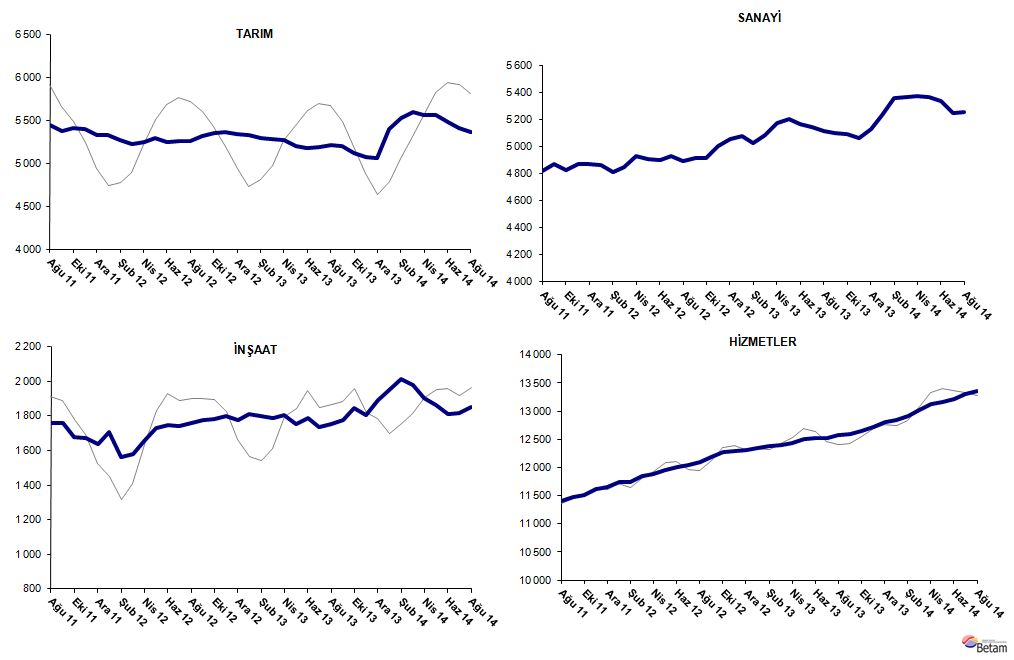 TARIM
6 500
6 000
5 500
5 000
4 500
4 000
Ağu 11
Eki 11
Ara 11
Şub 12
Nis 12
Haz 12
Ağu 12
Eki 12
Ara 12
Şub 13
Nis 13
Haz 13
Ağu 13
Eki 13
Ara 13
Şub 14
Nis 14
Haz 14
Ağu 14
SANAYİ
5 600
5 400
5 200
5 000
4 800
4 600
4 400
4 200
4 000
Ağu 11
Eki 11
Ara 11
Şub 12
Nis 12
Haz 12
Ağu 12
Eki 12
Ara 12
Şub 13
Nis 13
Haz 13
Ağu 13
Eki 13
Ara 13
Şub 14
Nis 14
Haz 14
Ağu 14
İNŞAAT
2 200
2 000
1 800
1 600
1 400
1 200
1 000
800
Ağu 11
Eki 11
Ara 11
Şub 12
Nis 12
Haz 12
Ağu 12
Eki 12
Ara 12
Şub 13
Nis 13
Haz 13
Ağu 13
Eki 13
Ara 13
Şub 14
Nis 14
Haz 14
Ağu 14
HİZMETLER
14 000
13 500
13 000
12 500
12 000
11 500
11 000
10 500
10 000
Ağu 11
Eki 11
Ara 11
Şub 12
Nis 12
Haz 12
Ağu 12
Eki 12
Ara 12
Şub 13
Nis 13
Haz 13
Ağu 13
Eki 13
Ara 13
Şub 14
Nis 14
Haz 14
Ağu 14
Betam